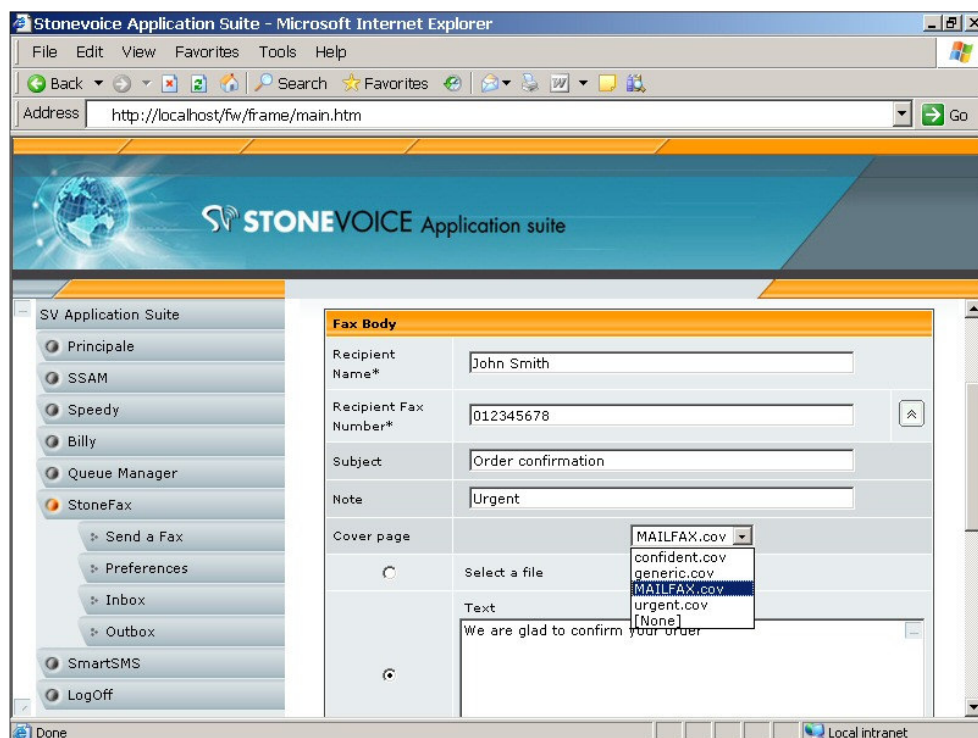 Stonevoice Application Suite - Microsoft Internet Explorer
File Edit View Favorites Tools Help
Back Search Favorites
Address http://localhost/fw/frame/main.htm Go
SV STONEVOICE Application suite
SV Application Suite
Principale
SSAM
Speedy
Billy
Queue Manager
StoneFax
Send a Fax
Preferences
Inbox
Outbox
SmartSMS
LogOff
Fax Body
Recipient
Name* John Smith
Recipient Fax
Number* 012345678
Subject Order confirmation
Note Urgent
Cover page MAILFAX.cov
confident.cov
generic.cov
MAILFAX.cov
urgent.cov
[None]
Select a file
Text
We are glad to confirm your order
Done Local intranet